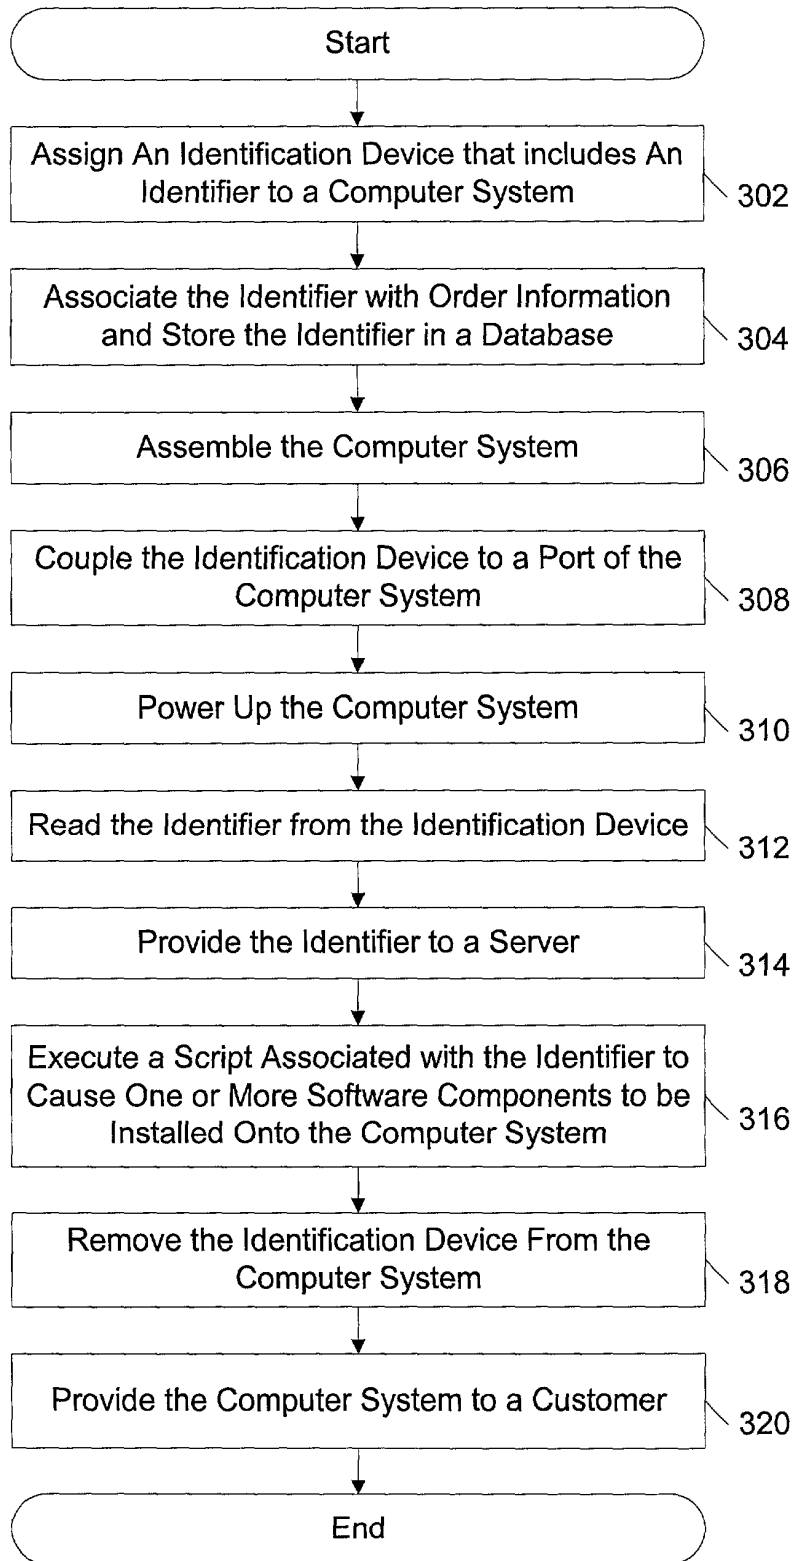 Start
Assign An Identification Device that includes An
Identifier to a Computer System
302
Associate the Identifier with Order Information
and Store the Identifier in a Database
304
Assemble the Computer System
306
Couple the Identification Device to a Port of the
Computer System
308
Power Up the Computer System
310
Read the Identifier from the Identification Device
312
Provide the Identifier to a Server
314
Execute a Script Associated with the Identifier to
Cause One or More Software Components to be
Installed Onto the Computer System
316
Remove the Identification Device From the
Computer System
318
Provide the Computer System to a Customer
320
End